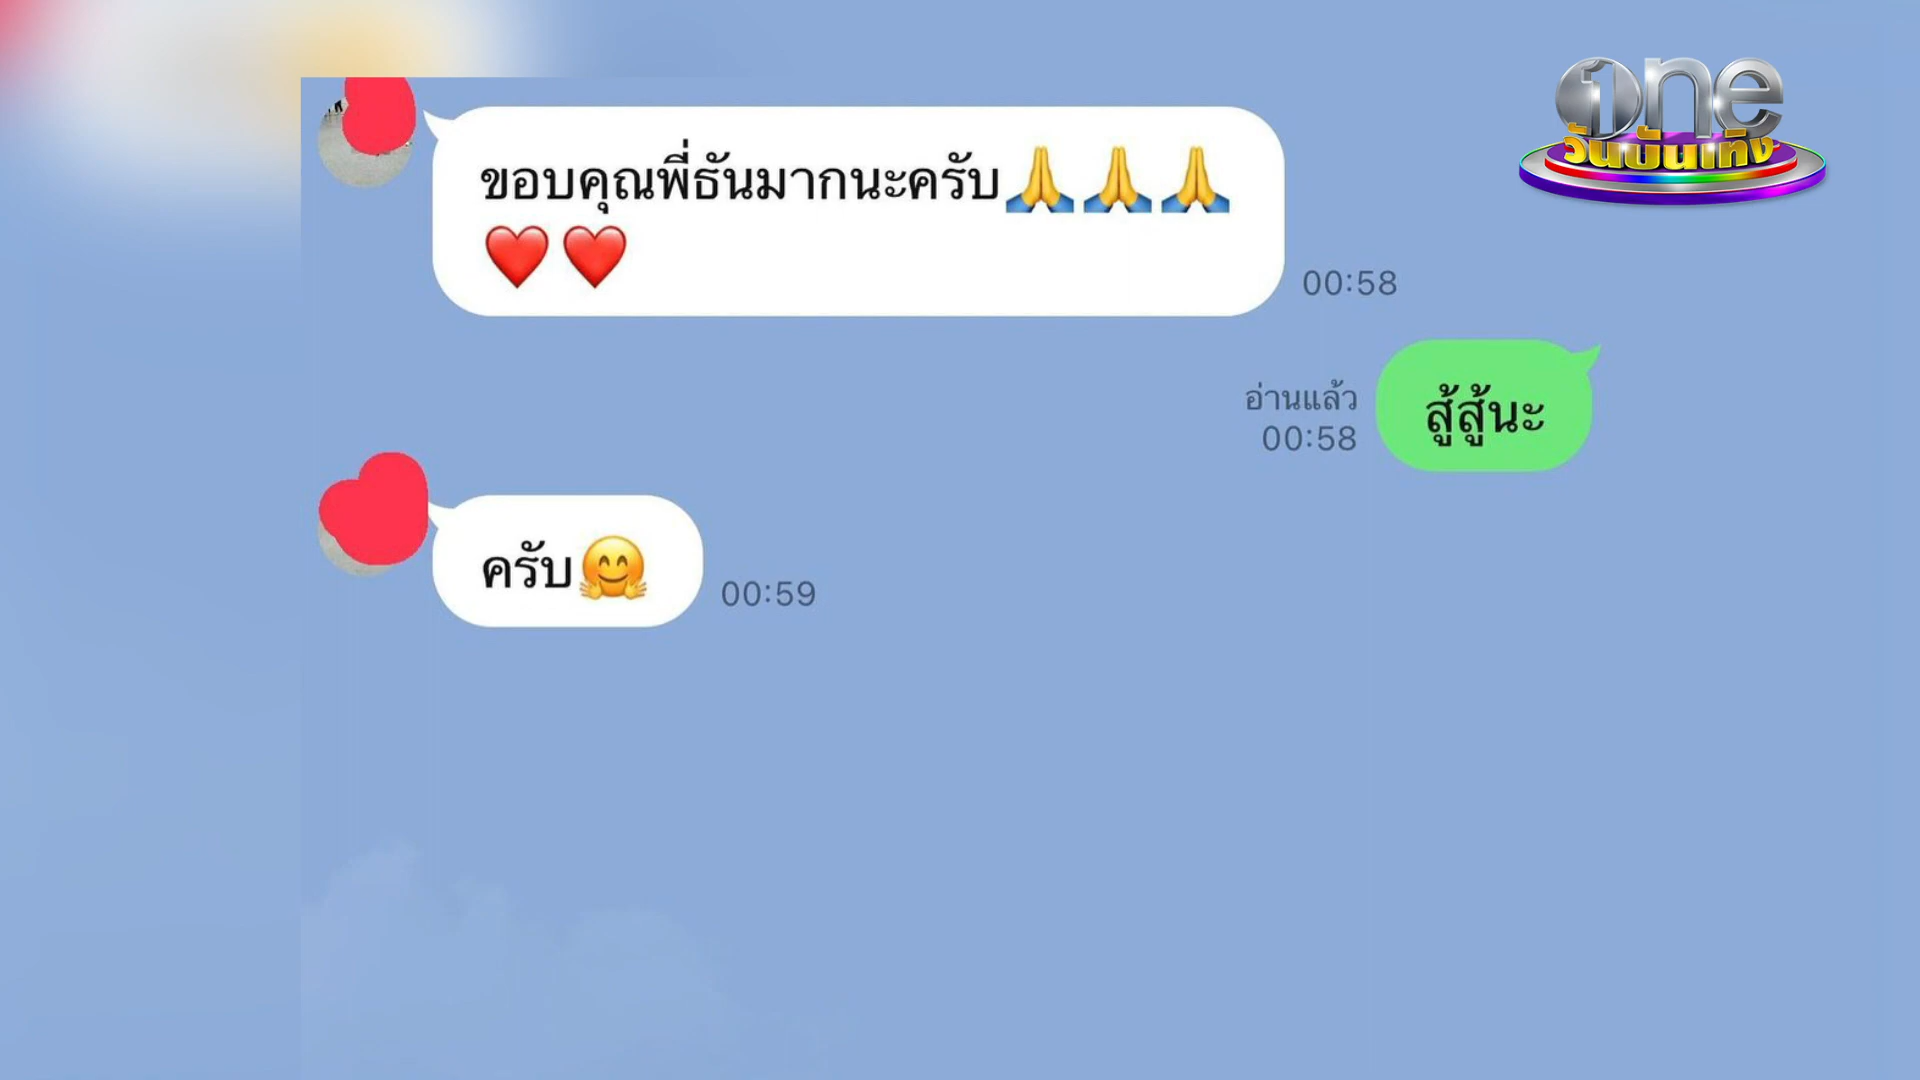 one
วันบันเทิง
ขอบคุณพี่ธันมากนะครับ🙏🙏🙏
❤️❤️
00:58
สู้สู้นะ
อ่านแล้ว
00:58
ครับ🤗
00:59